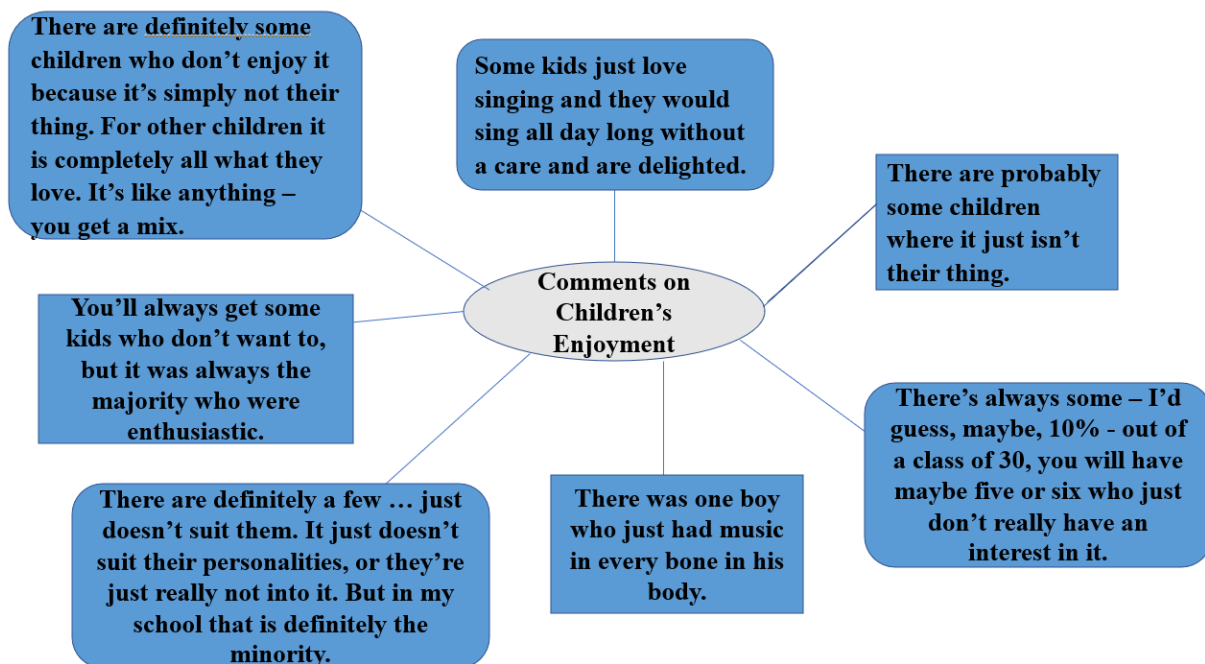 There are definitely some
children who don’t enjoy it
because it’s simply not their
thing. For other children it
is completely all what they
love. It’s like anything –
you get a mix.
Some kids just love
singing and they would
sing all day long without
a care and are delighted.
There are probably
some children
where it just isn’t
their thing.
Comments on
Children’s
Enjoyment
You’ll always get some
kids who don’t want to,
but it was always the
majority who were
enthusiastic.
There’s always some – I’d
guess, maybe, 10% - out of
a class of 30, you will have
maybe five or six who just
don’t really have an
interest in it.
There are definitely a few … just
doesn’t suit them. It just doesn’t
suit their personalities, or they’re
just really not into it. But in my
school that is definitely the
minority.
There was one boy
who just had music
in every bone in his
body.